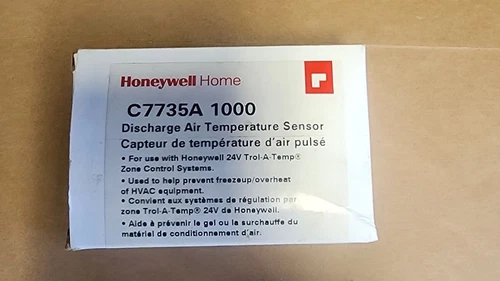 Honeywell Home
C7735A 1000
Discharge Air Temperature Sensor
Capteur de température d'air pulsé
• For use with Honeywell 24V Trol-A-Temp®
Zone Control Systems.
• Used to help prevent freezeup/overheat
of HVAC equipment.
• Convient aux systèmes de régulation par
zone Trol-A-Temp® 24V de Honeywell.
• Aide à prévenir le gel ou la surchauffe du
matériel de conditionnement d'air.